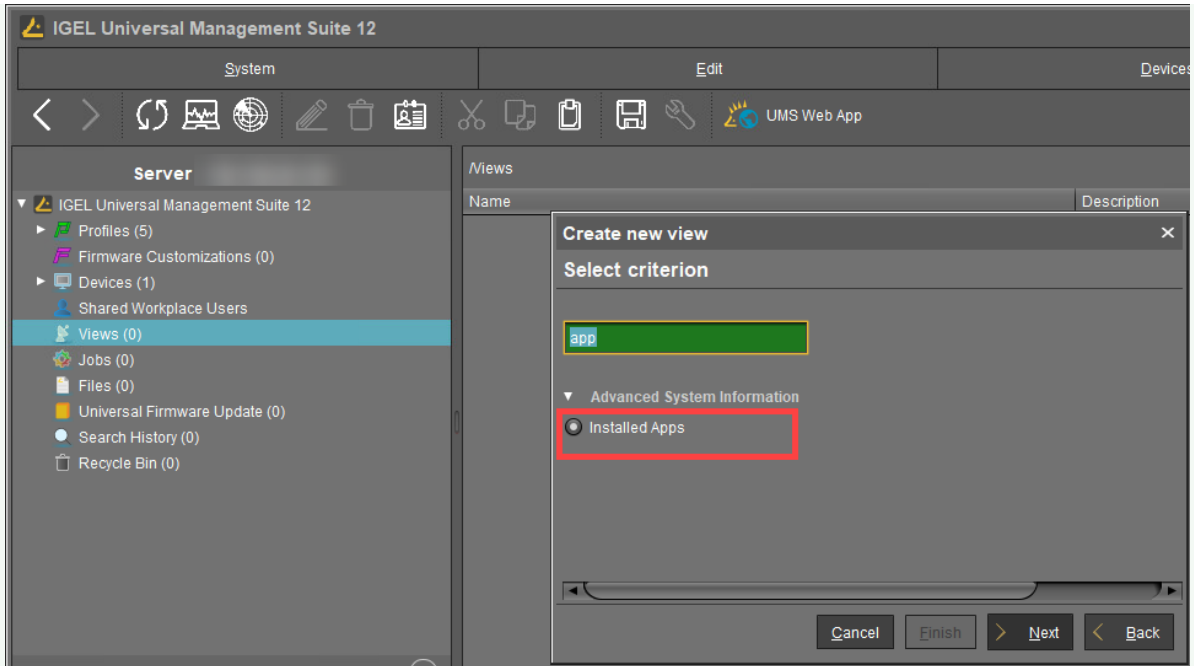 IGEL Universal Management Suite 12
System Edit Devices
UMS Web App
Server
IGEL Universal Management Suite 12
Profiles (5)
Firmware Customizations (0)
Devices (1)
Shared Workplace Users
Views (0)
Jobs (0)
Files (0)
Universal Firmware Update (0)
Search History (0)
Recycle Bin (0)
/Views
Name Description
Create new view
Select criterion
app
Advanced System Information
Installed Apps
Cancel Finish Next Back